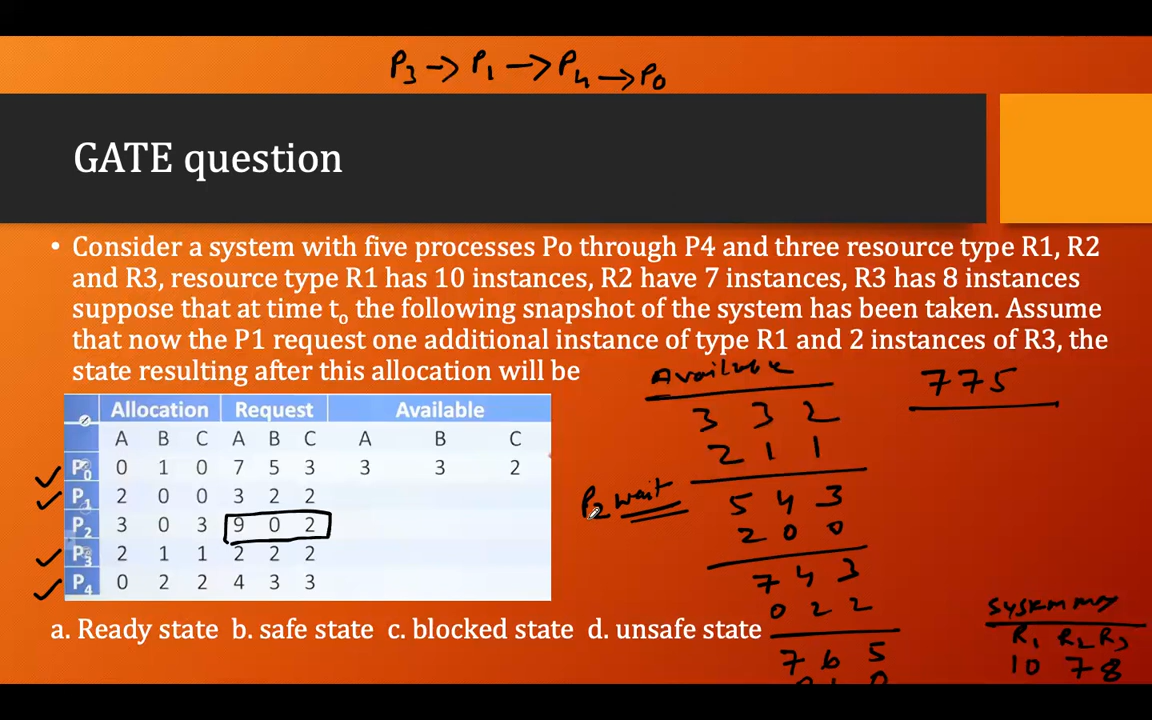 P3 → P1 → P4 → P0
GATE question
• Consider a system with five processes Po through P4 and three resource type R1, R2
and R3, resource type R1 has 10 instances, R2 have 7 instances, R3 has 8 instances
suppose that at time to the following snapshot of the system has been taken. Assume
that now the P1 request one additional instance of type R1 and 2 instances of R3, the
state resulting after this allocation will be
Available
7 7 5
Allocation Request Available
A B C A B C A B C
P0 0 1 0 7 5 3 3 3 2
P1 2 0 0 3 2 2
P2 3 0 3 9 0 2
P3 2 1 1 2 2 2
P4 0 2 2 4 3 3
3 3 2
2 1 1
P2 wait
5 4 3
2 0 0
7 4 3
0 2 2
7 6 5
System max
R1 R2 R3
10 7 8
a. Ready state b. safe state c. blocked state d. unsafe state